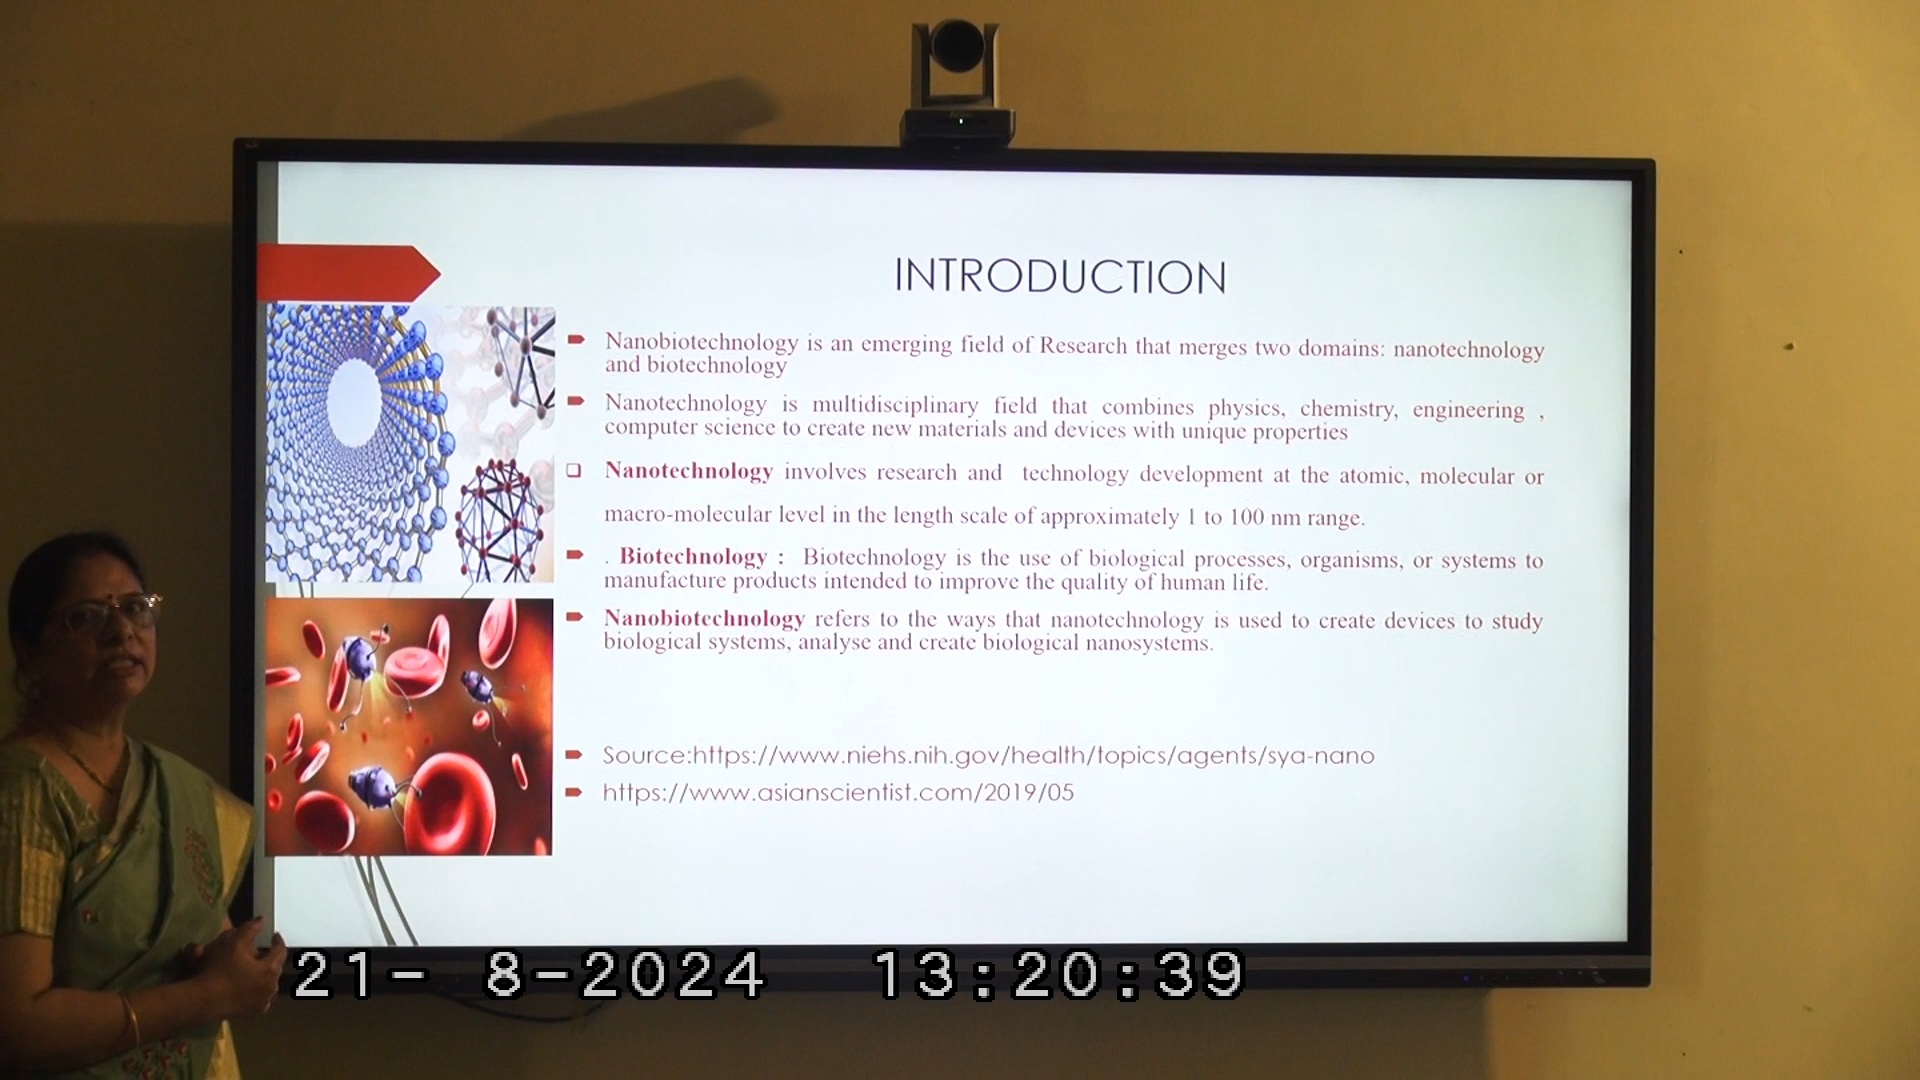 INTRODUCTION
Nanobiotechnology is an emerging field of Research that merges two domains: nanotechnology
and biotechnology
Nanotechnology is multidisciplinary field that combines physics, chemistry, engineering ,
computer science to create new materials and devices with unique properties
Nanotechnology involves research and technology development at the atomic, molecular or
macro-molecular level in the length scale of approximately 1 to 100 nm range.
. Biotechnology : Biotechnology is the use of biological processes, organisms, or systems to
manufacture products intended to improve the quality of human life.
Nanobiotechnology refers to the ways that nanotechnology is used to create devices to study
biological systems, analyse and create biological nanosystems.
Source:https://www.niehs.nih.gov/health/topics/agents/sya-nano
https://www.asianscientist.com/2019/05
21- 8-2024 13:20:39